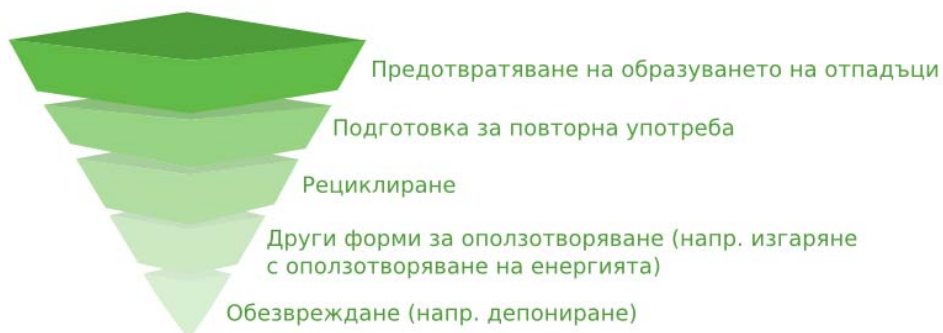 Предотвратяване на образуването на отпадъци
Подготовка за повторна употреба
Рециклиране
Други форми за оползотворяване (напр. изгаряне
с оползотворяване на енергията)
Обезвреждане (напр. депониране)